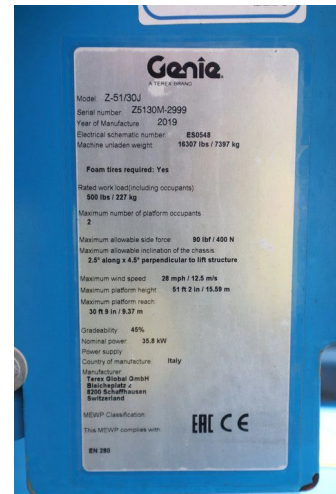 Genie
A TEREX BRAND
Model Z-51/30J
Serial number: Z5130M-2999
Year of Manufacture 2019
Electrical schematic number: ES0548
Machine unladen weight 16307 lbs / 7397 kg
Foam tires required: Yes
Rated work load(including occupants)
500 lbs / 227 kg
Maximum number of platform occupants
2
Maximum allowable side force 90 lbf / 400 N
Maximum allowable inclination of the chassis
2.5° along x 4.5° perpendicular to lift structure
Maximum wind speed 28 mph / 12.5 m/s
Maximum platform height 51 ft 2 in / 15.59 m
Maximum platform reach:
30 ft 9 in / 9.37 m
Gradeability 45%
Nominal power 35.8 kW
Power supply
Country of manufacture: Italy
Manufacturer
Terex Global GmbH
Bleicheplatz
8200 Schaffhausen
Switzerland
MEWP Classification
This MEWP complies with:
EAC CE
EN 280